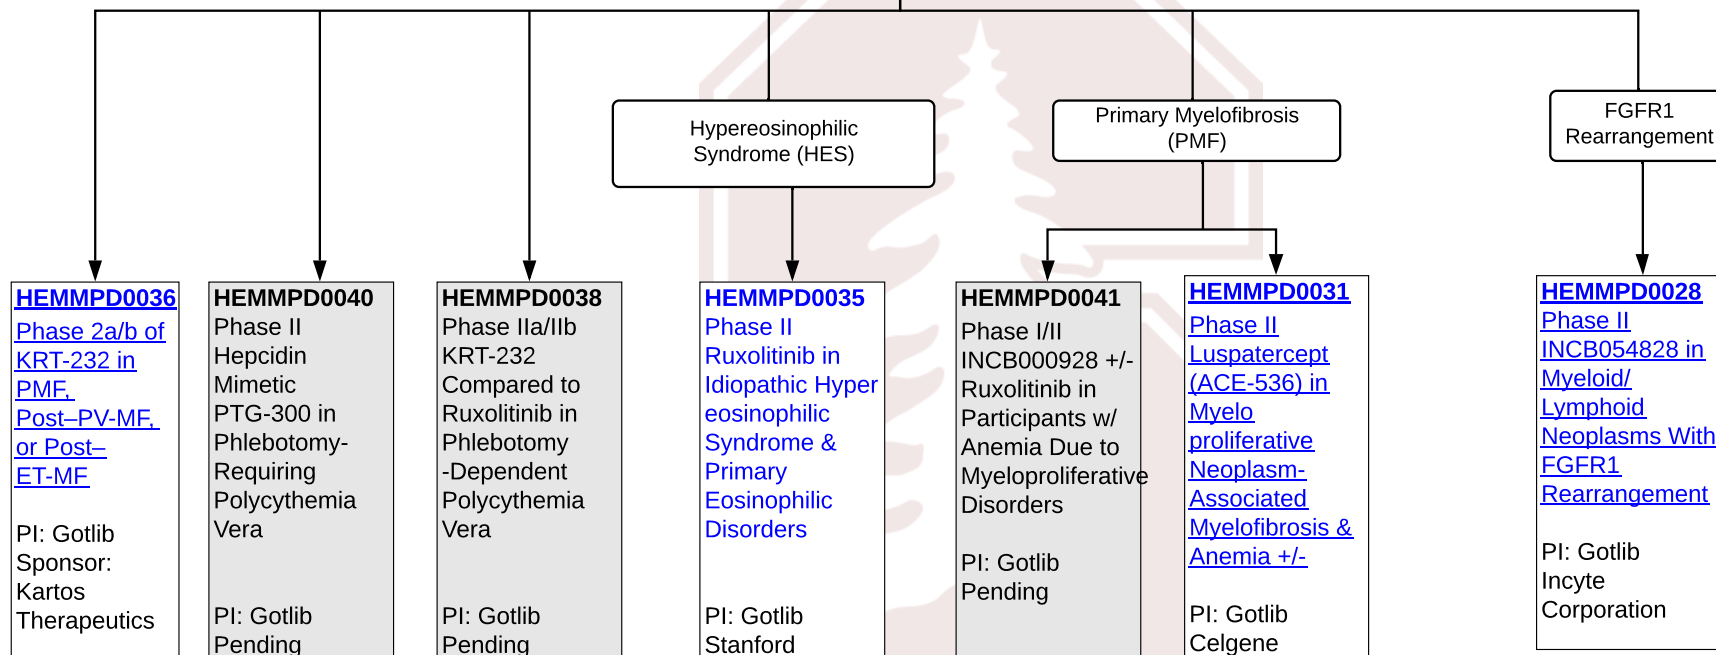 Hypereosinophilic
Syndrome (HES)
Primary Myelofibrosis
(PMF)
FGFR1
Rearrangement
HEMMPD0036
Phase 2a/b of
KRT-232 in
PMF,
Post–PV-MF,
or Post–
ET-MF
PI: Gotlib
Sponsor:
Kartos
Therapeutics
HEMMPD0040
Phase II
Hepcidin
Mimetic
PTG-300 in
Phlebotomy-
Requiring
Polycythemia
Vera
PI: Gotlib
Pending
HEMMPD0038
Phase IIa/IIb
KRT-232
Compared to
Ruxolitinib in
Phlebotomy
-Dependent
Polycythemia
Vera
PI: Gotlib
Pending
HEMMPD0035
Phase II
Ruxolitinib in
Idiopathic Hyper
eosinophilic
Syndrome &
Primary
Eosinophilic
Disorders
PI: Gotlib
Stanford
HEMMPD0041
Phase I/II
INCB000928 +/-
Ruxolitinib in
Participants w/
Anemia Due to
Myeloproliferative
Disorders
PI: Gotlib
Pending
HEMMPD0031
Phase II
Luspatercept
(ACE-536) in
Myelo
proliferative
Neoplasm-
Associated
Myelofibrosis &
Anemia +/-
PI: Gotlib
Celgene
HEMMPD0028
Phase II
INCB054828 in
Myeloid/
Lymphoid
Neoplasms With
FGFR1
Rearrangement
PI: Gotlib
Incyte
Corporation